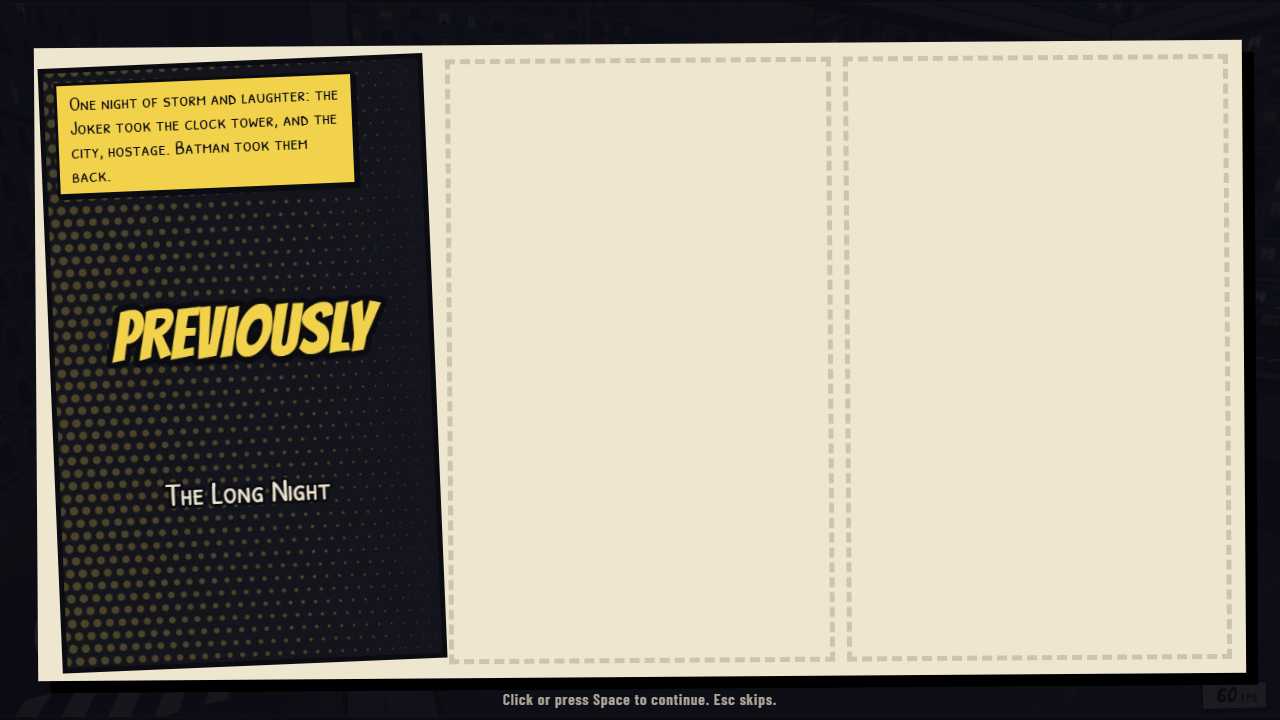 One night of storm and laughter: the
Joker took the clock tower, and the
city, hostage. Batman took them
back.
PREVIOUSLY
The Long Night
Click or press Space to continue. Esc skips.
60 FPS